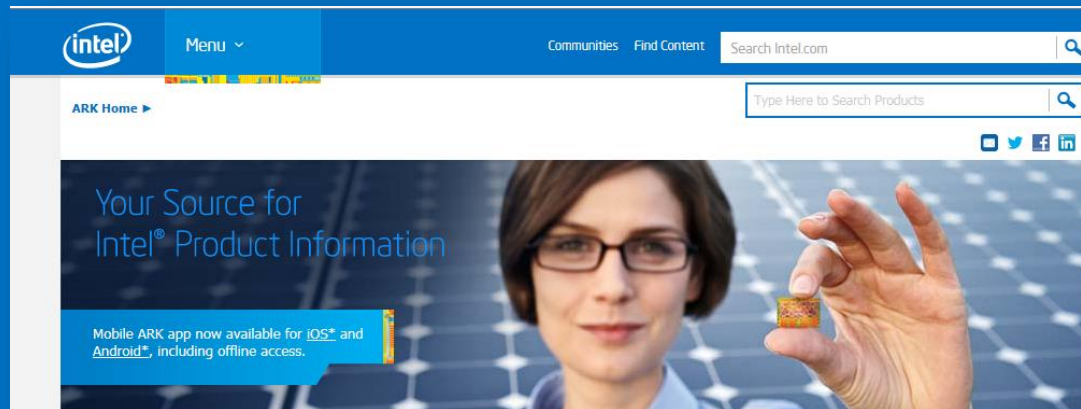 intel
Menu
Communities Find Content Search Intel.com
ARK Home ►
Type Here to Search Products
Your Source for
Intel® Product Information
Mobile ARK app now available for iOS* and
Android*, including offline access.